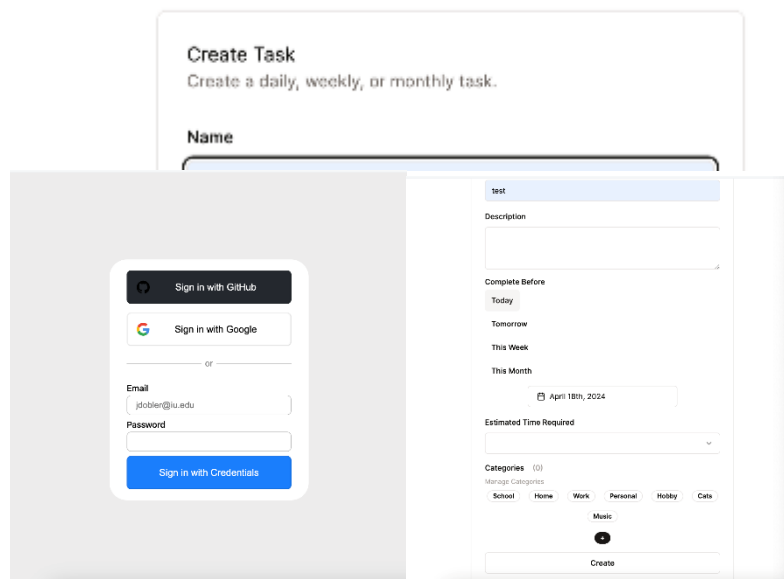 Create Task
Create a daily, weekly, or monthly task.
Name
Sign in with GitHub
Sign in with Google
or
Email
jdobler@iu.edu
Password
Sign in with Credentials
test
Description
Complete Before
Today
Tomorrow
This Week
This Month
April 18th, 2024
Estimated Time Required
Categories (0)
Manage Categories
School Home Work Personal Hobby Cats
Music
+
Create